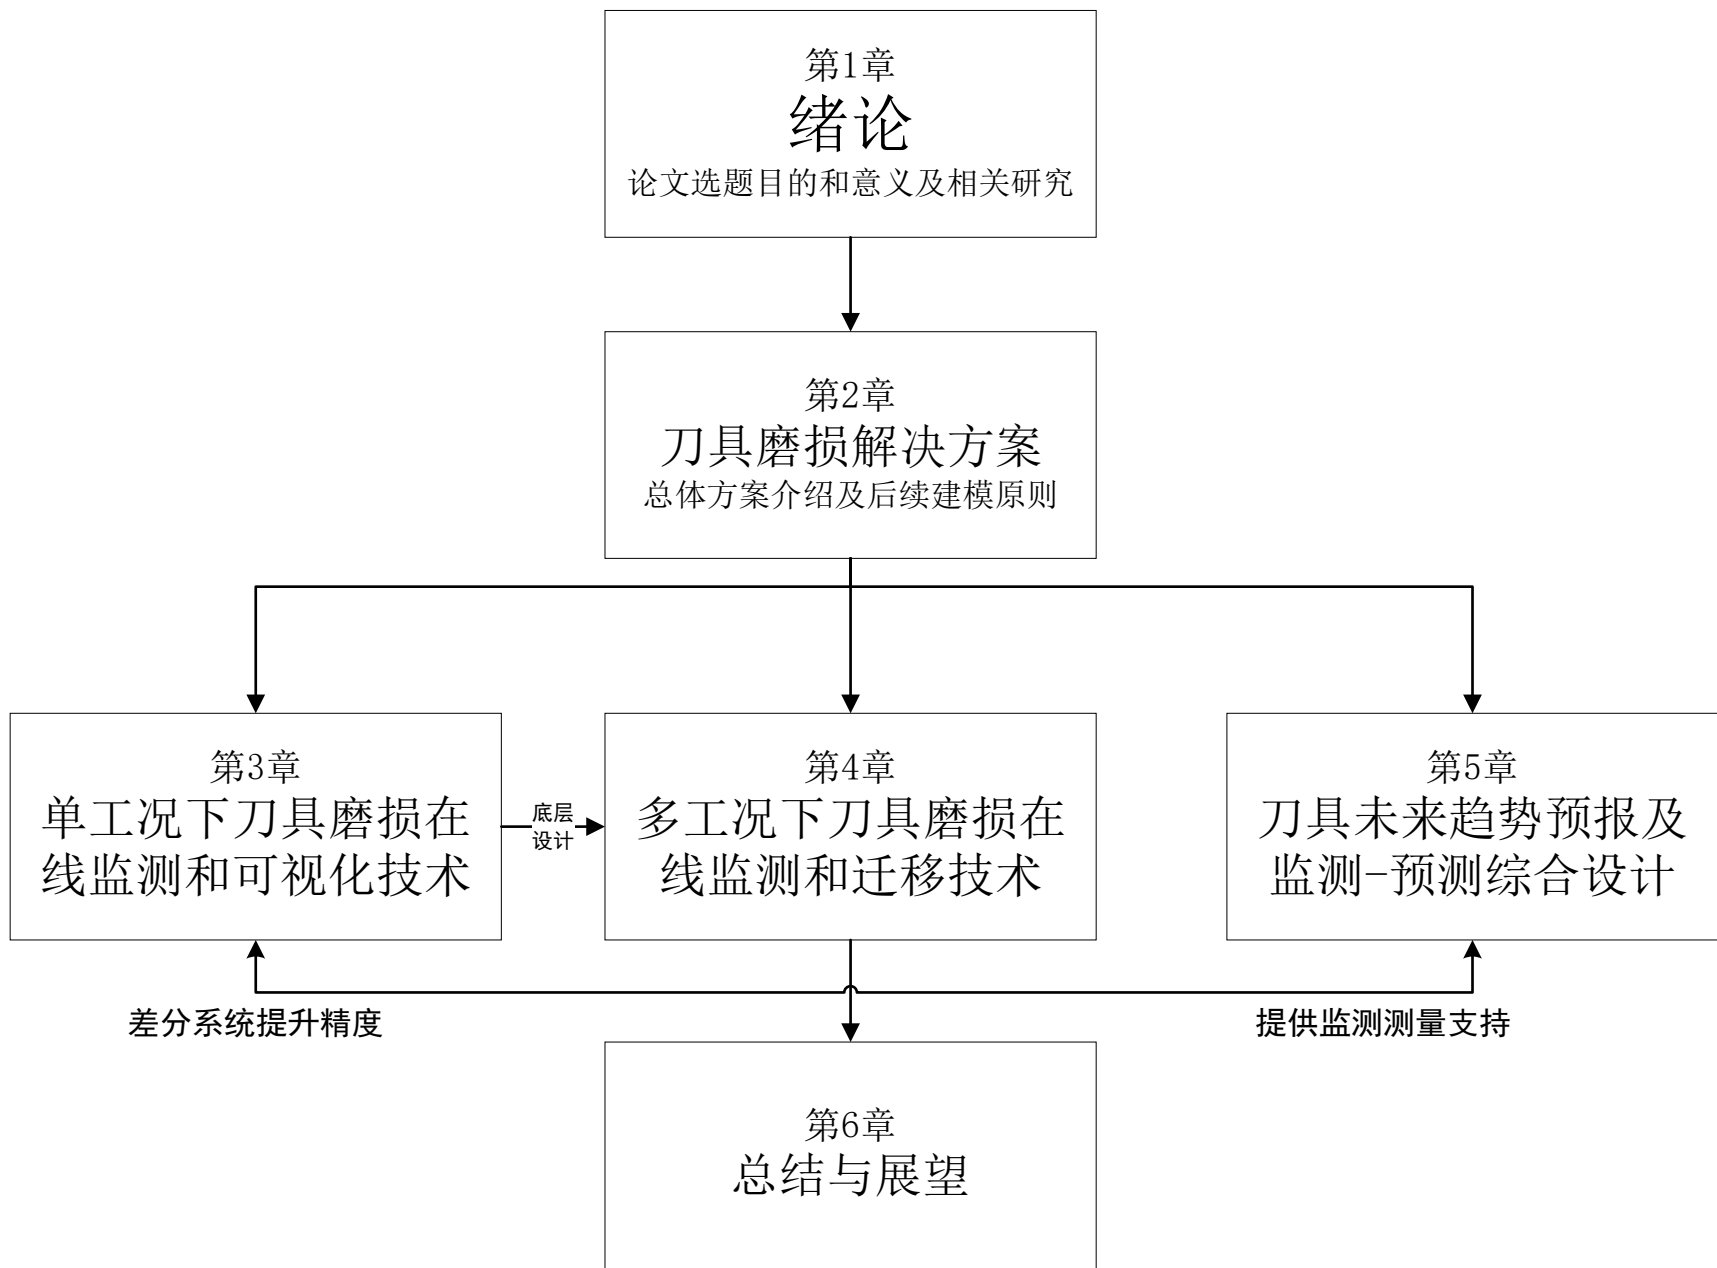 第1章
绪论
论文选题目的和意义及相关研究
第2章
刀具磨损解决方案
总体方案介绍及后续建模原则
第3章
单工况下刀具磨损在
线监测和可视化技术
底层
设计
第4章
多工况下刀具磨损在
线监测和迁移技术
第5章
刀具未来趋势预报及
监测-预测综合设计
差分系统提升精度
提供监测测量支持
第6章
总结与展望